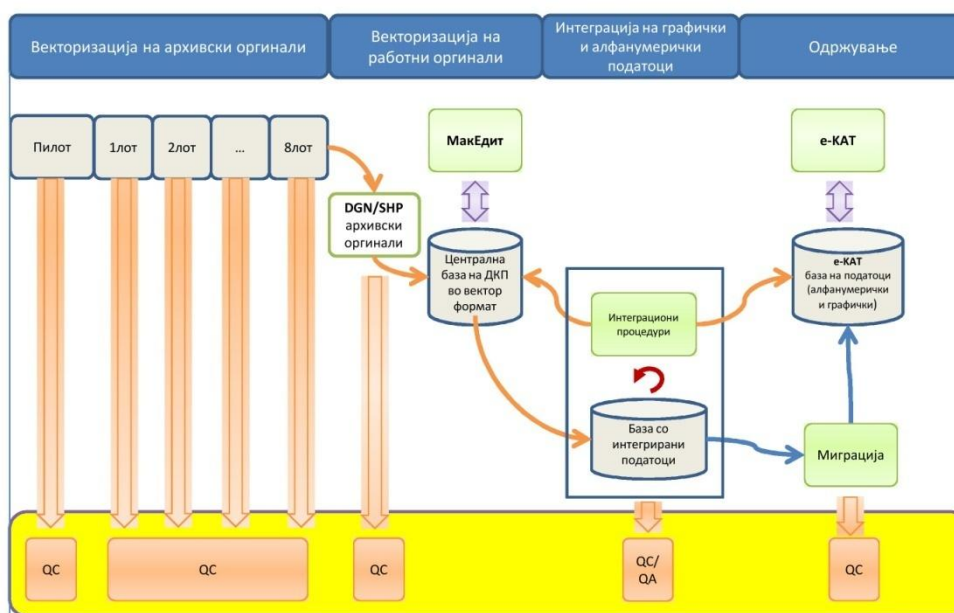 Векторизација на архивски оргинали
Векторизација на
работни оргинали
Интеграција на графички
и алфанумерички
податоци
Одржување
Пилот
1лот
2лот
...
8лот
DGN/SHP
архивски
оргинали
МакЕдит
Централна
база на ДКП
во вектор
формат
Интеграциони
процедури
База со
интегрирани
податоци
е-КАТ
е-КАТ
база на податоци
(алфанумерички
и графички)
Миграција
QC
QC
QC
QC/
QA
QC